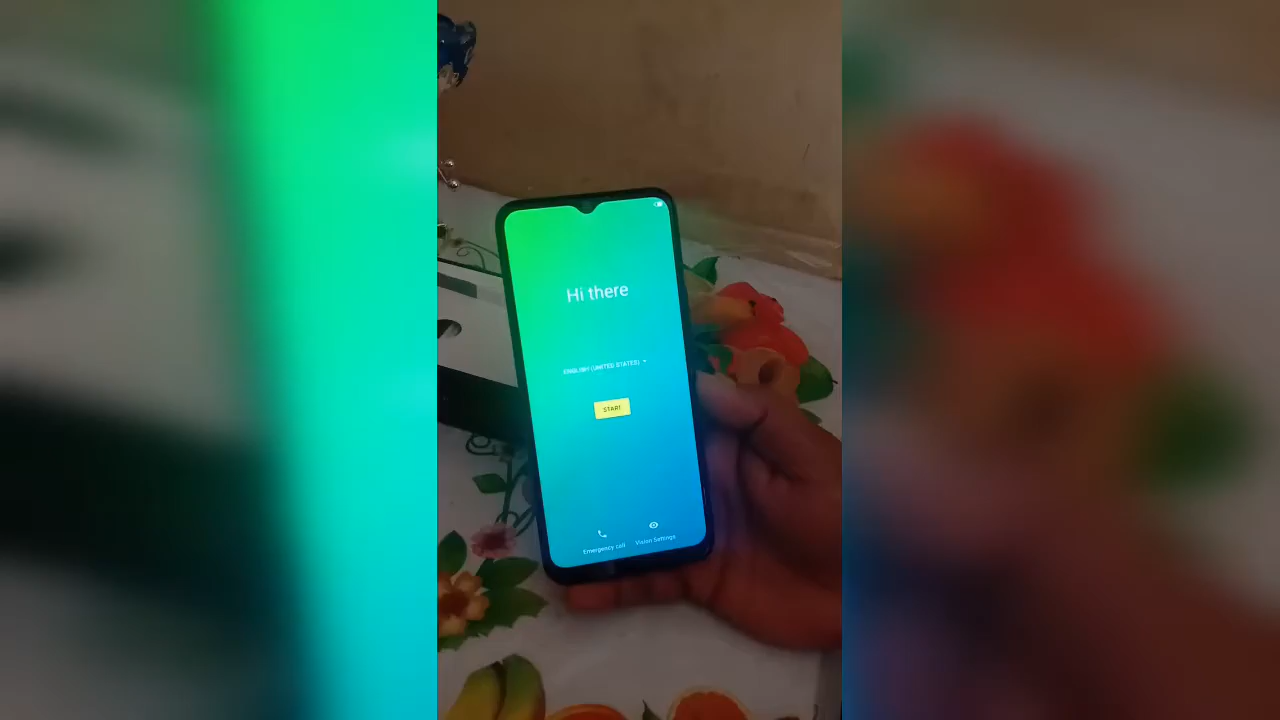 Hi there
ENGLISH (UNITED STATES)
START
Emergency call
Vision Settings